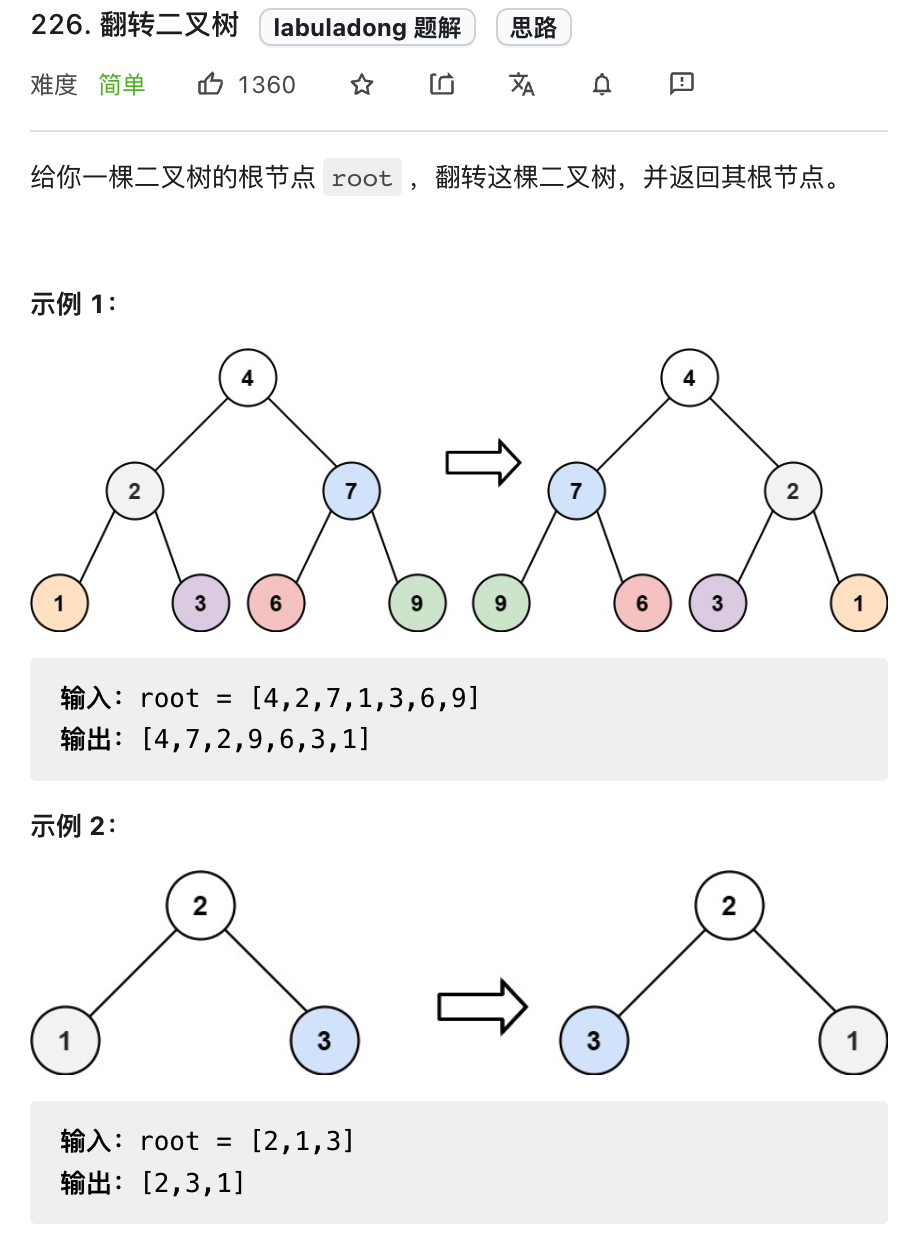 226. 翻转二叉树 labuladong 题解 思路
难度 简单 1360
给你一棵二叉树的根节点 root ，翻转这棵二叉树，并返回其根节点。
示例 1：
4 4
2 7 7 2
1 3 6 9 9 6 3 1
输入：root = [4,2,7,1,3,6,9]
输出：[4,7,2,9,6,3,1]
示例 2：
2 2
1 3 3 1
输入：root = [2,1,3]
输出：[2,3,1]